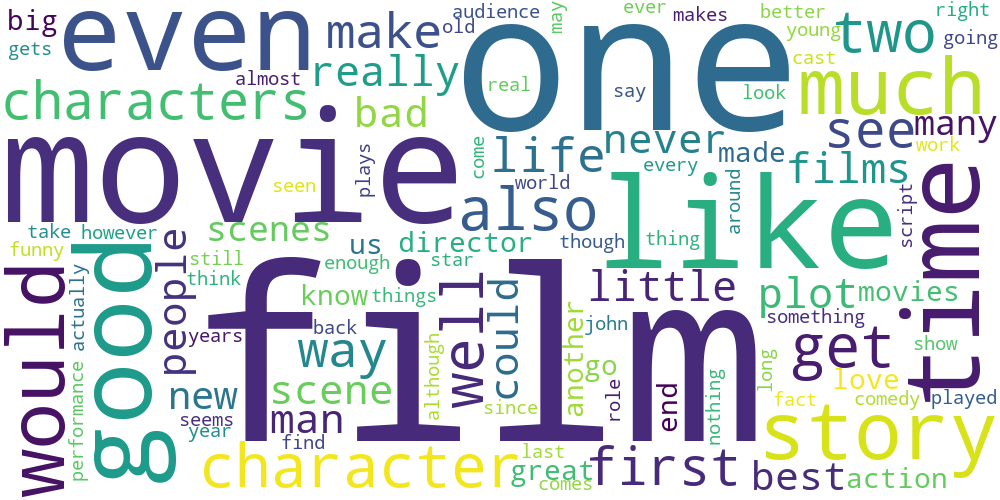 big
gets
even
make
old
audience
ever
may
makes
better
young
right
two
going
almost
really
one
real
say
look
cast
much
characters
bad
see
many
movie
plays
come
life
never
made
films
work
seen
world
every
like
around
script
time
also
take
however
funny
scenes
us
director
though
thing
would
actually
good
people
still
think
enough
star
film
well
could
little
plot
movies
know
things
years
back
way
although
another
john
something
get
show
performance
new
scene
since
go
role
end
nothing
long
love
fact
comedy
played
seems
man
year
find
character
last
great
comes
first
best
action
story